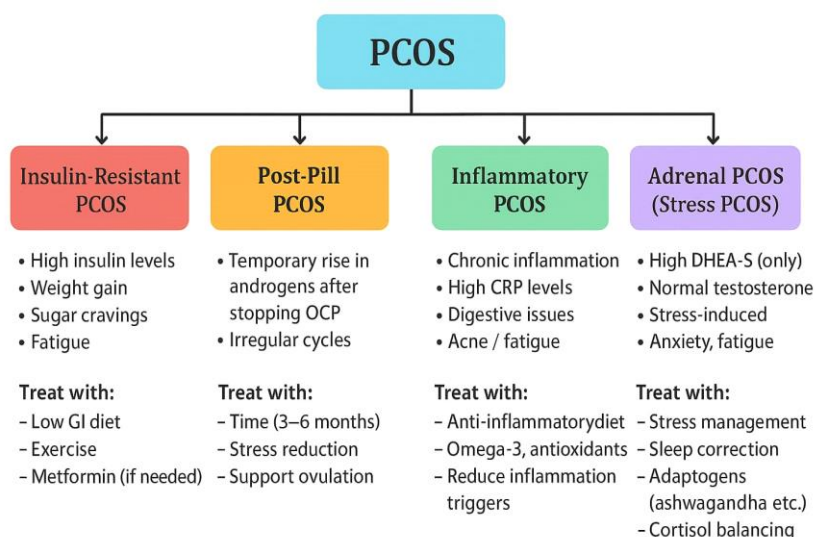 PCOS
Insulin-Resistant
PCOS
• High insulin levels
• Weight gain
• Sugar cravings
• Fatigue
Treat with:
– Low GI diet
– Exercise
– Metformin (if needed)
Post-Pill
PCOS
• Temporary rise in
androgens after
stopping OCP
• Irregular cycles
Treat with:
– Time (3–6 months)
– Stress reduction
– Support ovulation
Inflammatory
PCOS
• Chronic inflammation
• High CRP levels
• Digestive issues
• Acne / fatigue
Treat with:
– Anti-inflammatorydiet
– Omega-3, antioxidants
– Reduce inflammation
triggers
Adrenal PCOS
(Stress PCOS)
• High DHEA-S (only)
• Normal testosterone
• Stress-induced
• Anxiety, fatigue
Treat with:
– Stress management
– Sleep correction
– Adaptogens
(ashwagandha etc.)
– Cortisol balancing